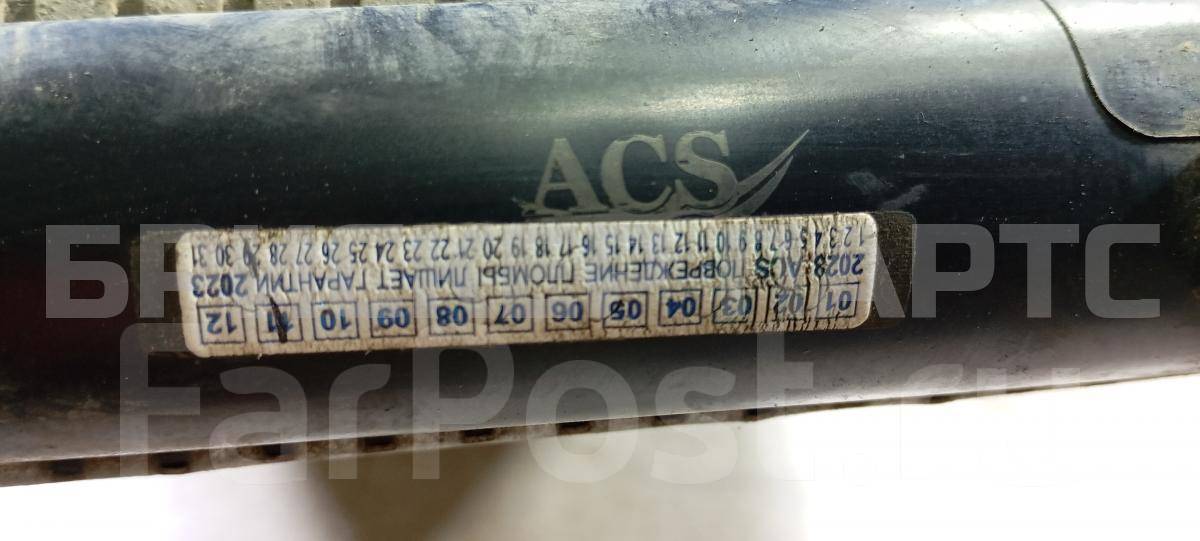 ACS
01 02 03 04 05 06 07 08 09 10 11 12
2023 ACS ПОВРЕЖДЕНИЕ ПЛОМБЫ ЛИШАЕТ ГАРАНТИИ 2023
1 2 3 4 5 6 7 8 9 10 11 12 13 14 15 16 17 18 19 20 21 22 23 24 25 26 27 28 29 30 31
FarPost.ru